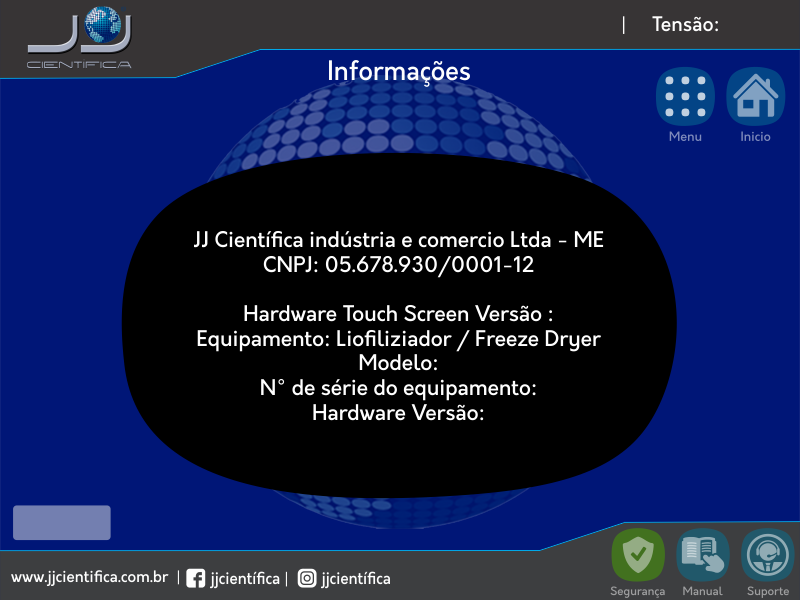 JJ
CIENTÍFICA
| Tensão:
Informações
Menu
Inicio
JJ Científica indústria e comercio Ltda - ME
CNPJ: 05.678.930/0001-12
Hardware Touch Screen Versão :
Equipamento: Liofiliziador / Freeze Dryer
Modelo:
N° de série do equipamento:
Hardware Versão:
www.jjcientifica.com.br | jjcientífica | jjcientífica
Segurança
Manual
Suporte